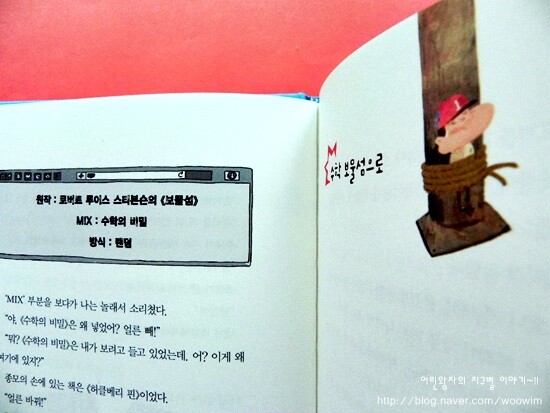 원작 : 로버트 루이스 스티븐슨의 《보물섬》
MIX : 수학의 비밀
방식 : 랜덤
'MIX' 부분을 보다가 나는 놀래서 소리쳤다.
"야, 《수학의 비밀》은 왜 넣었어? 얼른 빼!"
"뭐? 《수학의 비밀》은 내가 보려고 들고 있었는데. 어? 이게 왜
여기에 있지?"
종모의 손에 있는 책은 《허클베리 핀》이었다.
"얼른 바꿔!"
수학 보물섬으로
어린왕자의 지구별 이야기~!!
http://blog.naver.com/woowim